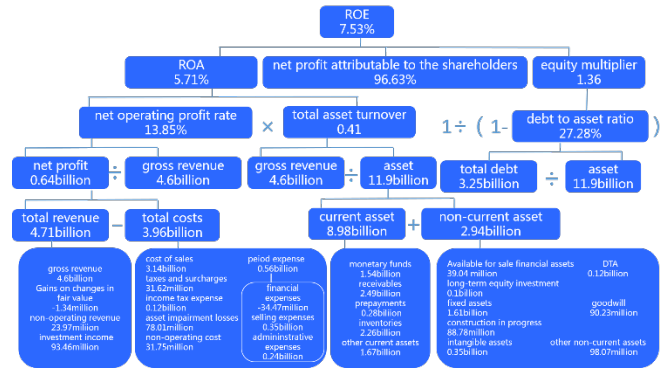 ROE
7.53%
ROA
5.71%
net profit attributable to the shareholders
96.63%
equity multiplier
1.36
net operating profit rate
13.85%
×
total asset turnover
0.41
1÷ ( 1-
debt to asset ratio
27.28%
)
net profit
0.64billion
÷
gross revenue
4.6billion
gross revenue
4.6billion
÷
asset
11.9billion
total debt
3.25billion
÷
asset
11.9billion
total revenue
4.71billion
−
total costs
3.96billion
current asset
8.98billion
+
non-current asset
2.94billion
gross revenue
4.6billion
Gains on changes in
fair value
-1.34million
non-operating revenue
23.97million
investment income
93.46million
cost of sales
3.14billion
taxes and surcharges
31.62million
income tax expense
0.12billion
asset impairment losses
78.01million
non-operating cost
31.75million
peiod expense
0.56billion
financial
expenses
-34.47million
selling expenses
0.35billion
admininstrative
expenses
0.24billion
monetary funds
1.54billion
receivables
2.49billion
prepayments
0.28billion
inventories
2.26billion
other current assets
1.67billion
Available for sale financial assets
39.04 million
long-term equity investment
0.1billion
fixed assets
1.61billion
construction in progress
88.78million
intangible assets
0.35billion
DTA
0.12billion
goodwill
90.23million
other non-current assets
98.07million